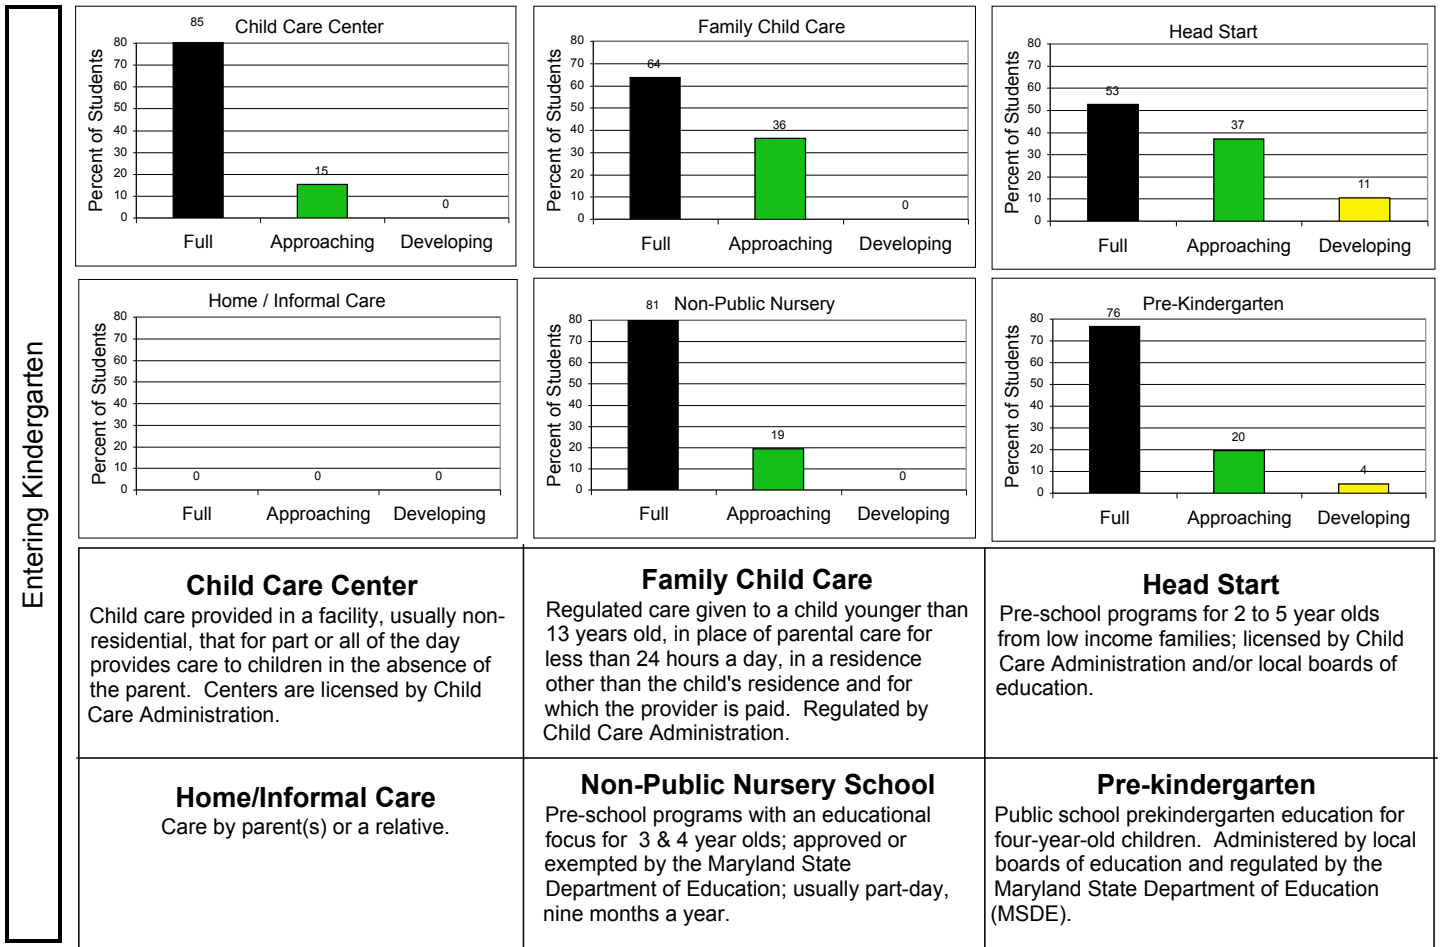 Entering Kindergarten
Child Care Center
Percent of Students
80
70
60
50
40
30
20
10
0
85
15
0
Full Approaching Developing
Family Child Care
Percent of Students
80
70
60
50
40
30
20
10
0
64
36
0
Full Approaching Developing
Head Start
Percent of Students
80
70
60
50
40
30
20
10
0
53
37
11
Full Approaching Developing
Home / Informal Care
Percent of Students
80
70
60
50
40
30
20
10
0
0 0 0
Full Approaching Developing
Non-Public Nursery
Percent of Students
80
70
60
50
40
30
20
10
0
81
19
0
Full Approaching Developing
Pre-Kindergarten
Percent of Students
80
70
60
50
40
30
20
10
0
76
20
4
Full Approaching Developing
Child Care Center
Child care provided in a facility, usually non-
residential, that for part or all of the day
provides care to children in the absence of
the parent. Centers are licensed by Child
Care Administration.
Family Child Care
Regulated care given to a child younger than
13 years old, in place of parental care for
less than 24 hours a day, in a residence
other than the child's residence and for
which the provider is paid. Regulated by
Child Care Administration.
Head Start
Pre-school programs for 2 to 5 year olds
from low income families; licensed by Child
Care Administration and/or local boards of
education.
Home/Informal Care
Care by parent(s) or a relative.
Non-Public Nursery School
Pre-school programs with an educational
focus for 3 & 4 year olds; approved or
exempted by the Maryland State
Department of Education; usually part-day,
nine months a year.
Pre-kindergarten
Public school prekindergarten education for
four-year-old children. Administered by local
boards of education and regulated by the
Maryland State Department of Education
(MSDE).